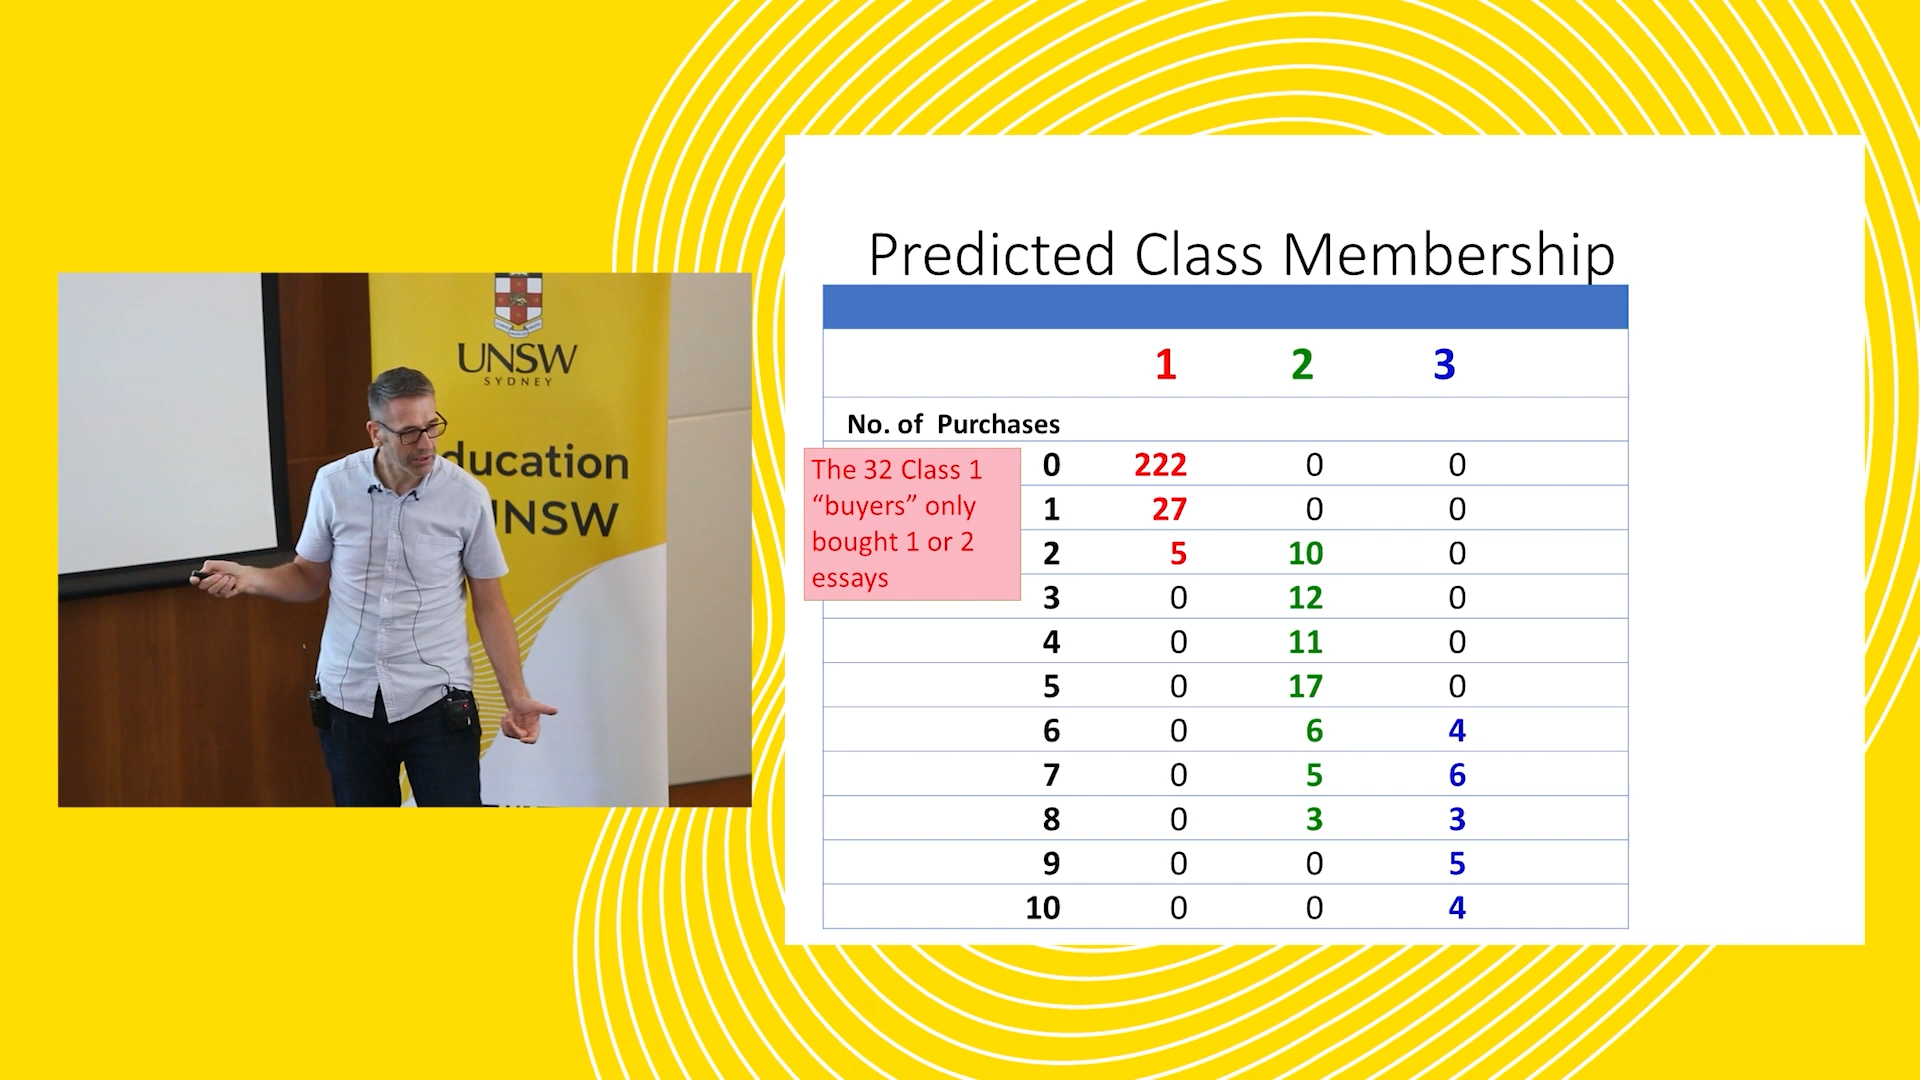 UNSW
SYDNEY
ducation
NSW
Predicted Class Membership
1 2 3
No. of Purchases
The 32 Class 1
“buyers” only
bought 1 or 2
essays
0 222 0 0
1 27 0 0
2 5 10 0
3 0 12 0
4 0 11 0
5 0 17 0
6 0 6 4
7 0 5 6
8 0 3 3
9 0 0 5
10 0 0 4